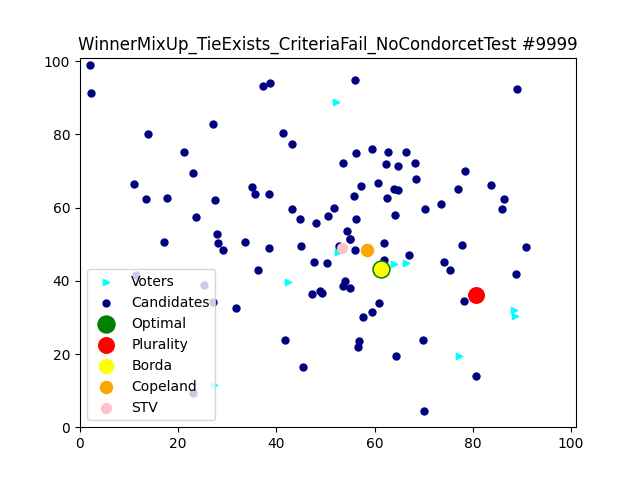 WinnerMixUp_TieExists_CriteriaFail_NoCondorcetTest #9999
100
80
60
40
20
0
Voters
Candidates
Optimal
Plurality
Borda
Copeland
STV
0 20 40 60 80 100